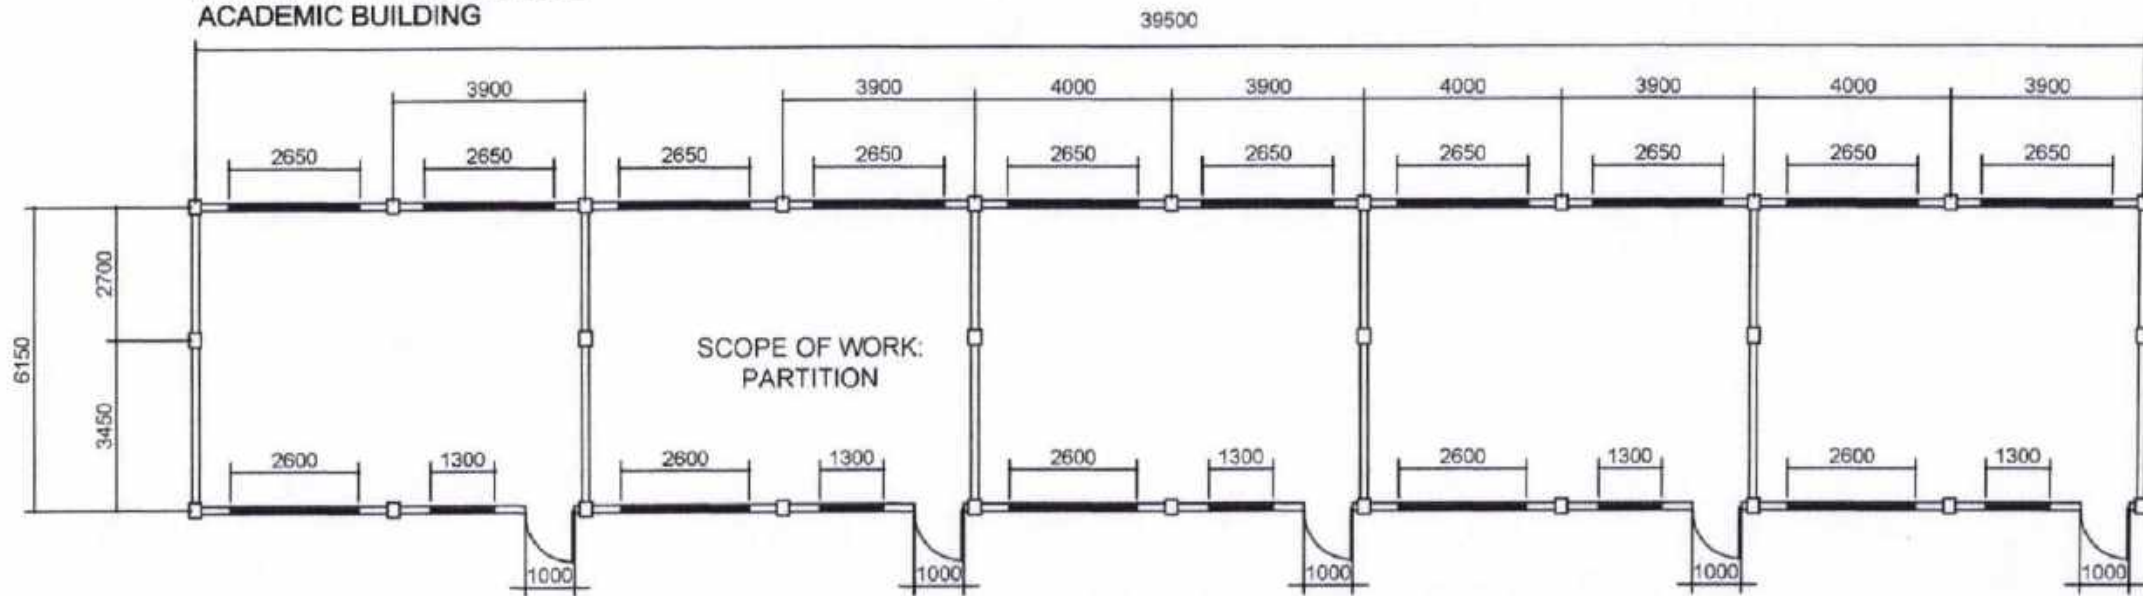 ACADEMIC BUILDING
39500
3900 3900 4000 3900 4000 3900 4000 3900
2650 2650 2650 2650 2650 2650 2650 2650 2650 2650
2700
6150
3450
SCOPE OF WORK:
PARTITION
2600 1300 2600 1300 2600 1300 2600 1300 2600 1300
1000 1000 1000 1000 1000